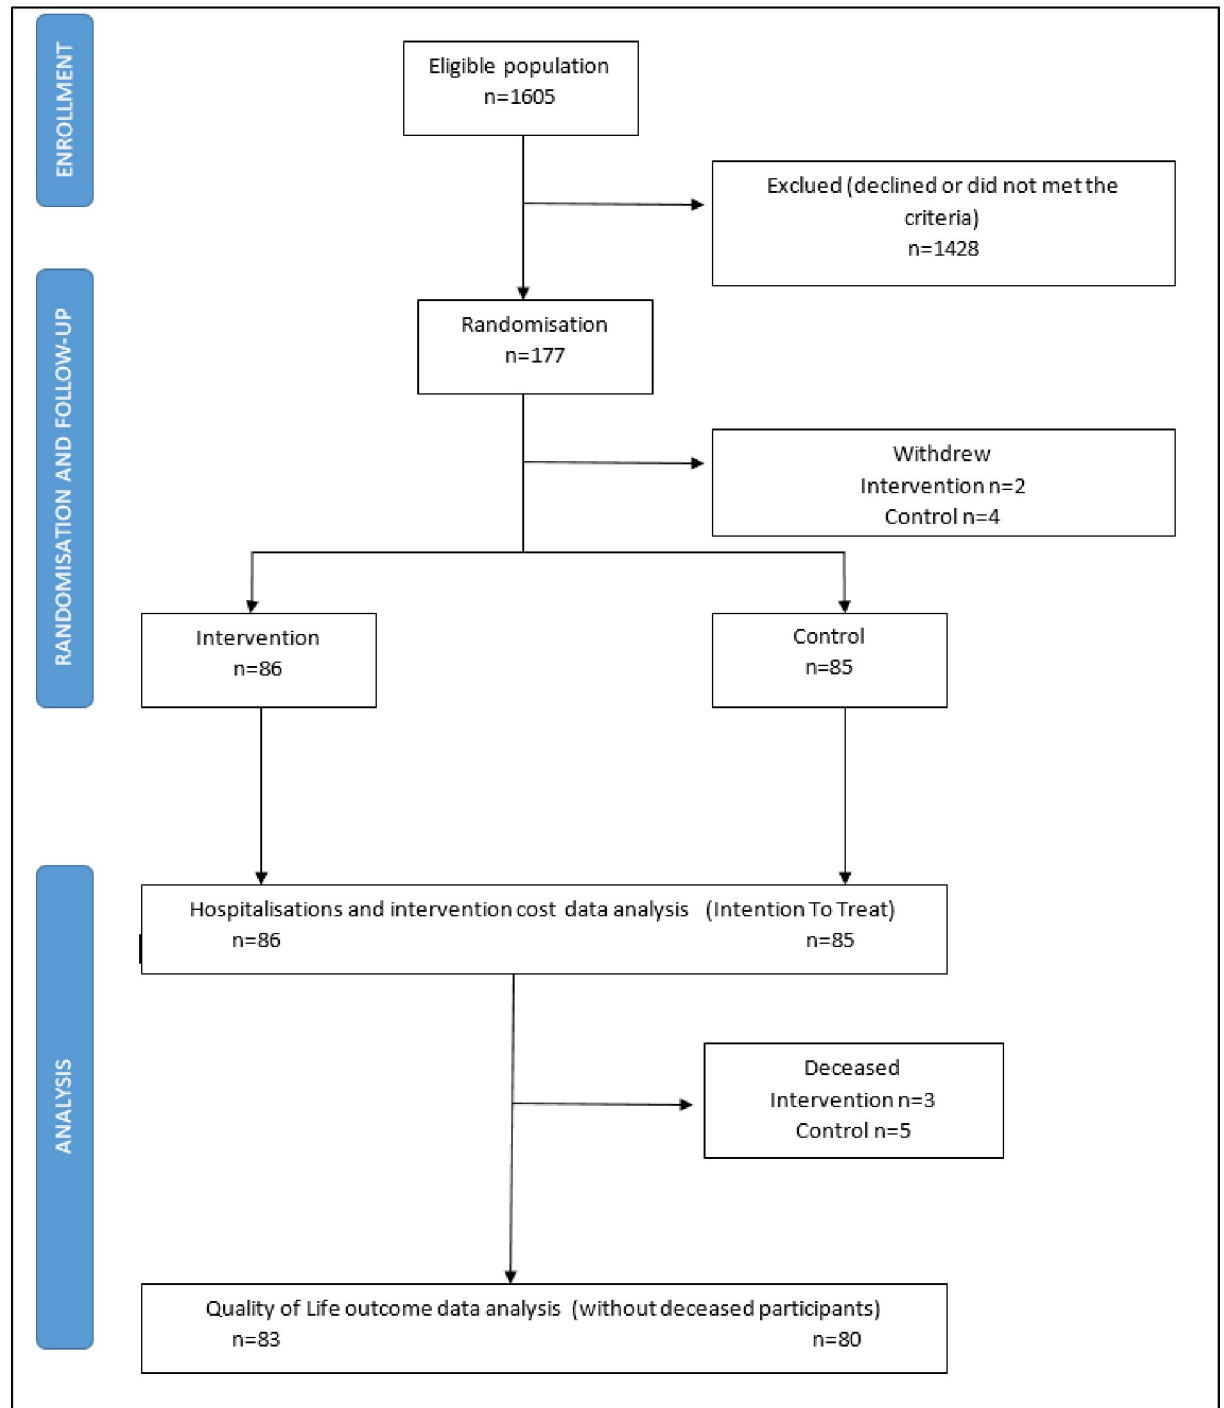 ENROLLMENT
Eligible population
n=1605
Exclued (declined or did not met the
criteria)
n=1428
RANDOMISATION AND FOLLOW-UP
Randomisation
n=177
Withdrew
Intervention n=2
Control n=4
Intervention
n=86
Control
n=85
ANALYSIS
Hospitalisations and intervention cost data analysis (Intention To Treat)
n=86 n=85
Deceased
Intervention n=3
Control n=5
Quality of Life outcome data analysis (without deceased participants)
n=83 n=80